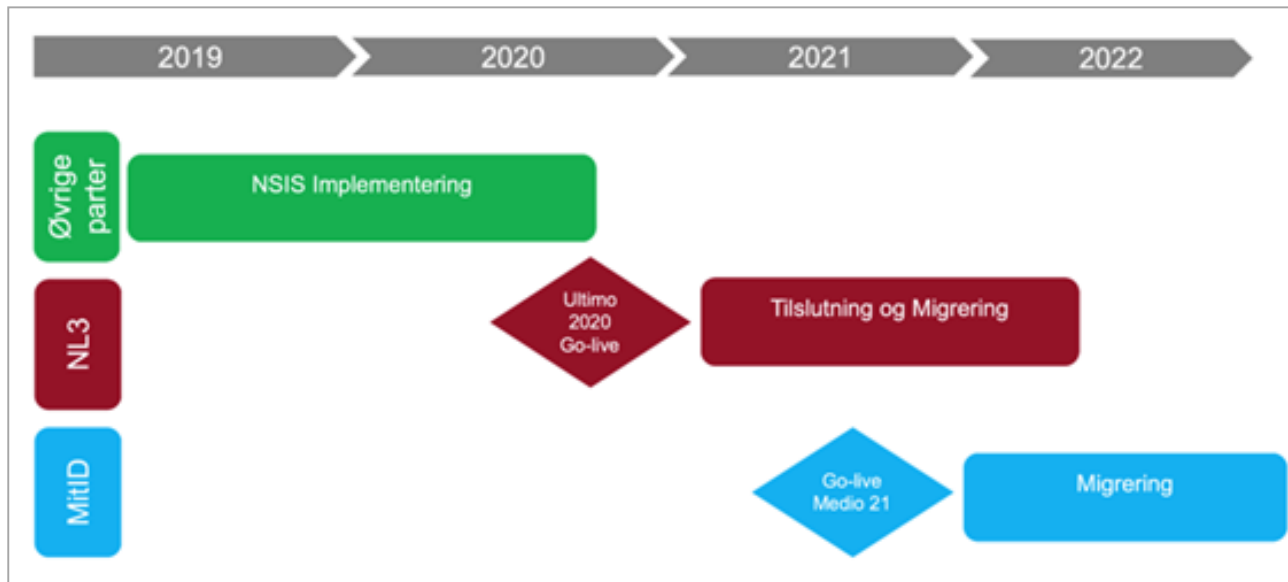 2019
2020
2021
2022
Øvrige
parter
NSIS Implementering
NL3
Ultimo
2020
Go-live
Tilslutning og Migrering
MitID
Go-live
Medio 21
Migrering